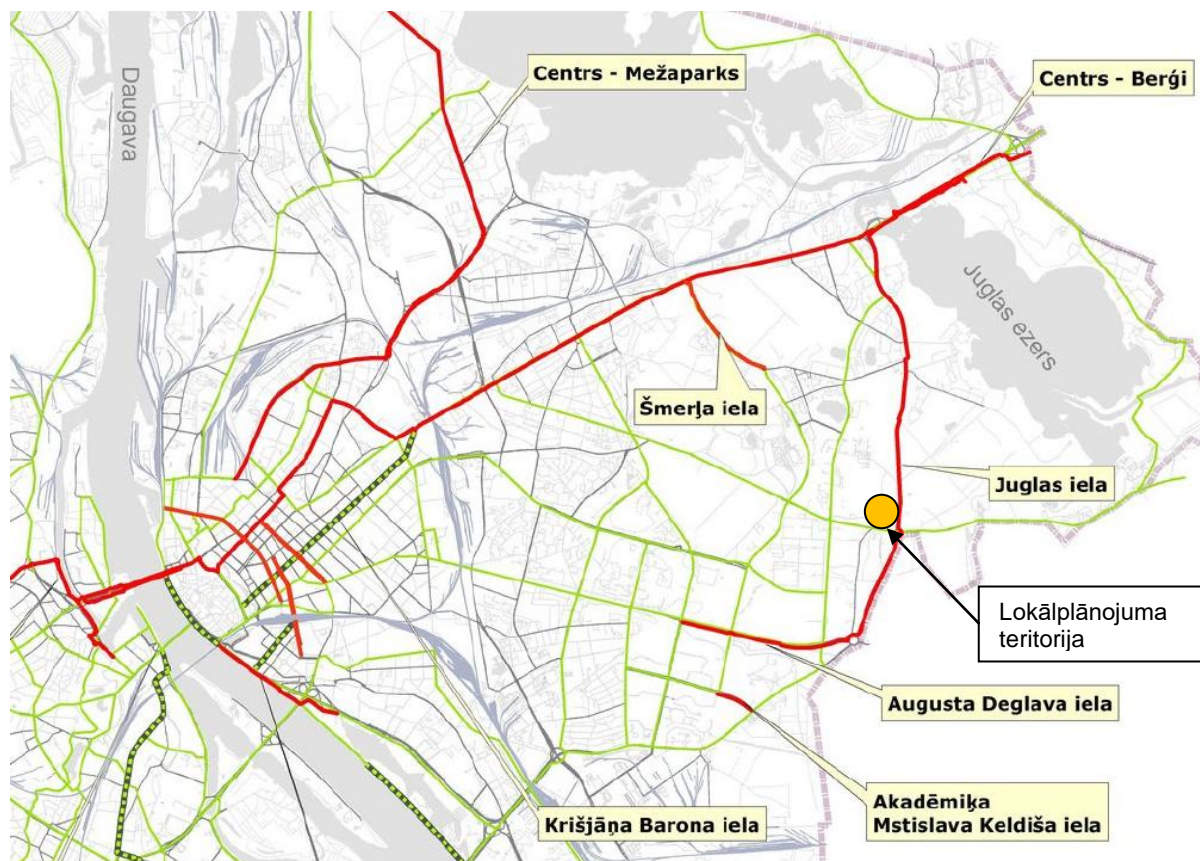 Daugava
Centrs - Mežaparks
Centrs - Berģi
Juglas ezers
Šmerļa iela
Juglas iela
Lokālplānojuma
teritorija
Augusta Deglava iela
Krišjāņa Barona iela
Akadēmiķa
Mstislava Keldiša iela